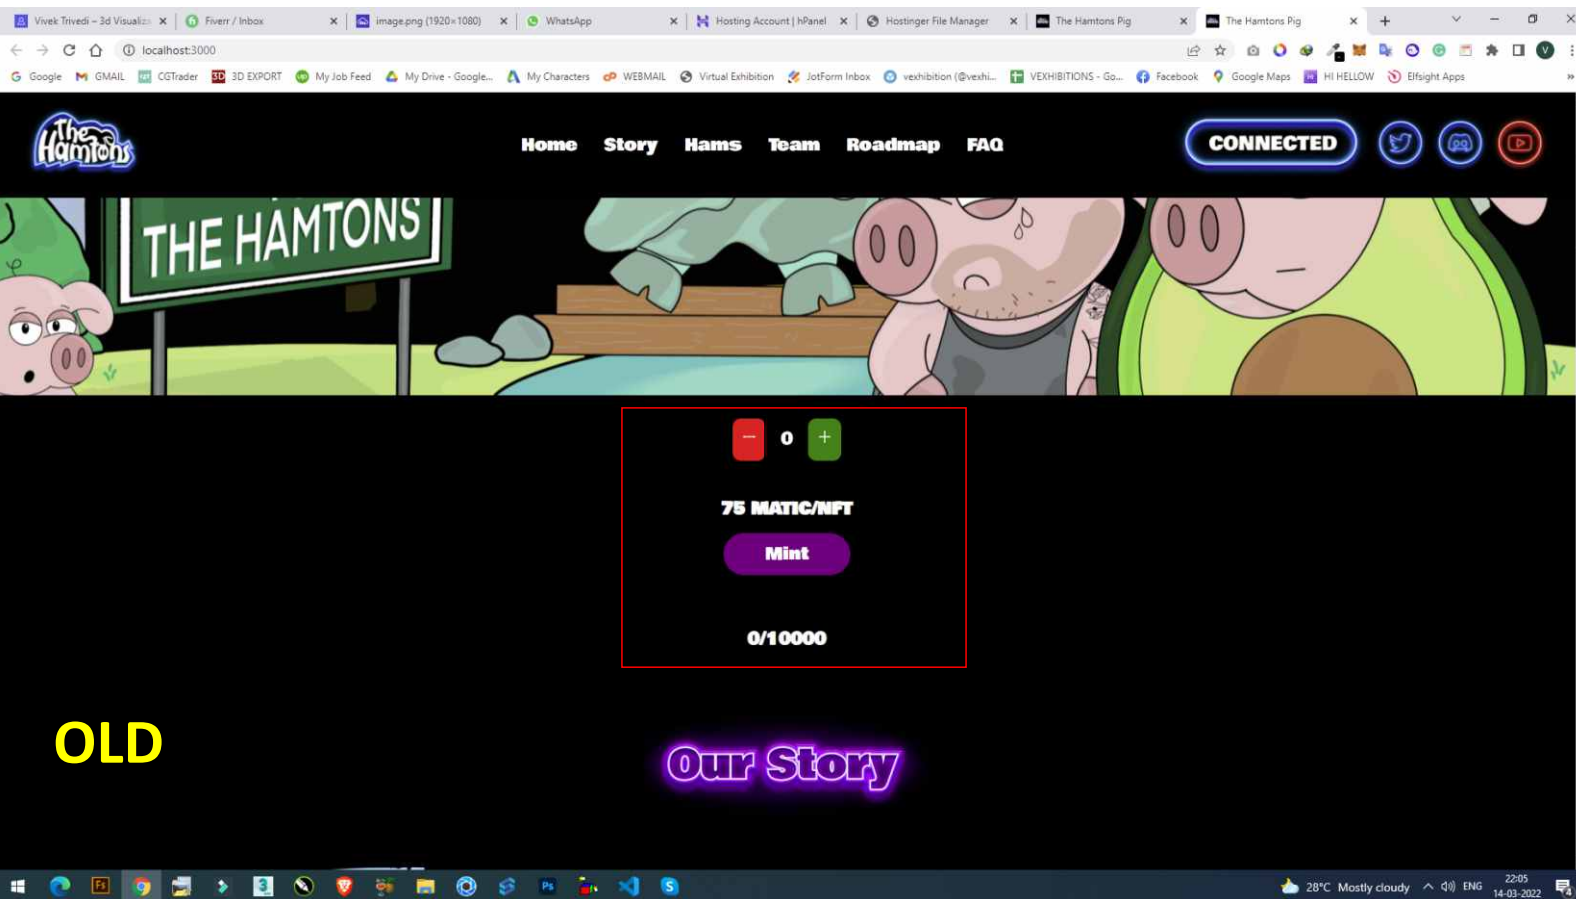 Vivek Trivedi – 3d Visualiz
Fiverr / Inbox
image.png (1920×1080)
WhatsApp
Hosting Account | hPanel
Hostinger File Manager
The Hamtons Pig
The Hamtons Pig
localhost:3000
Google
GMAIL
CGTrader
3D EXPORT
My Job Feed
My Drive - Google...
My Characters
WEBMAIL
Virtual Exhibition
JotForm Inbox
vexhibition (@vexhi...
VEXHIBITIONS - Go...
Facebook
Google Maps
HI HELLOW
Elfsight Apps
The
Hamtons
Home Story Hams Team Roadmap FAQ
CONNECTED
THE HAMTONS
− 0 +
75 MATIC/NFT
Mint
0/10000
OLD
Our Story
28°C Mostly cloudy
ENG
22:05
14-03-2022